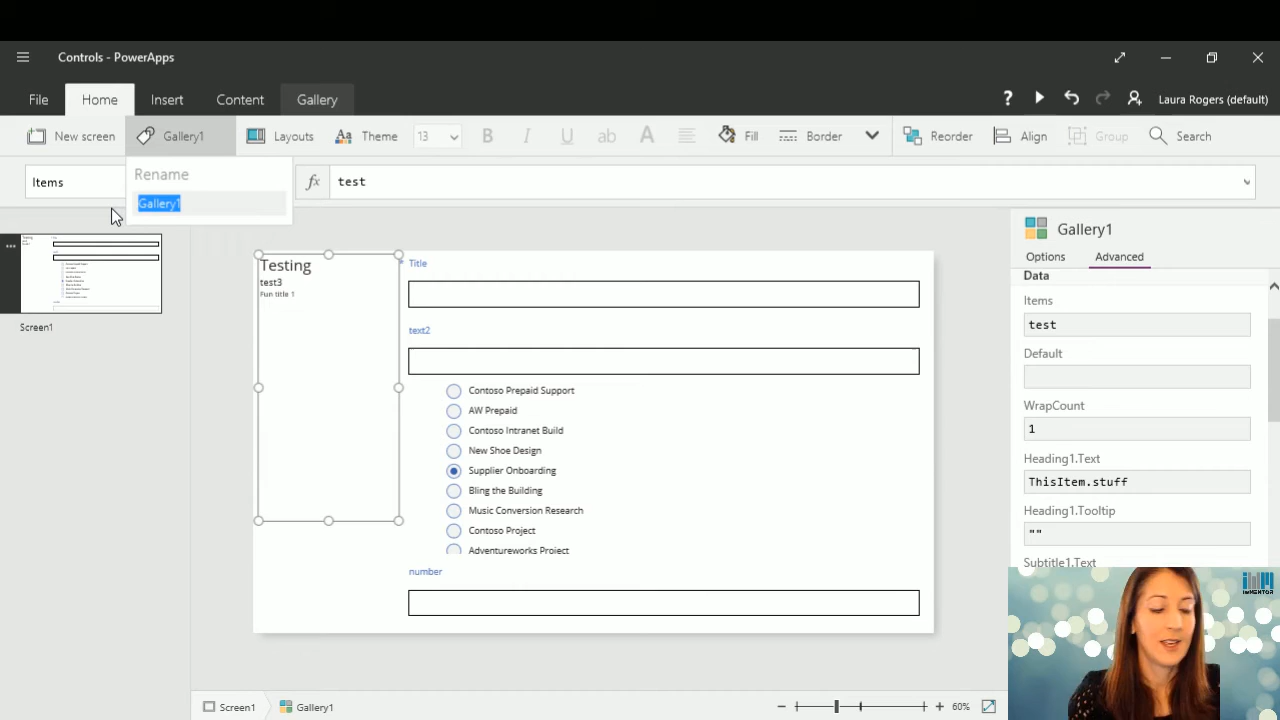 Controls - PowerApps
File Home Insert Content Gallery
? Laura Rogers (default)
New screen Gallery1 Layouts Theme 13 B I U ab A Fill Border Reorder Align Group Search
Items
Rename
Gallery1
fx test
Screen1
Testing
test3
Fun title 1
* Title
text2
Contoso Prepaid Support
AW Prepaid
Contoso Intranet Build
New Shoe Design
Supplier Onboarding
Bling the Building
Music Conversion Research
Contoso Project
Adventureworks Project
number
Gallery1
Options Advanced
Data
Items
test
Default
WrapCount
1
Heading1.Text
ThisItem.stuff
Heading1.Tooltip
""
Subtitle1.Text
IWMENTOR
Screen1 Gallery1
60%